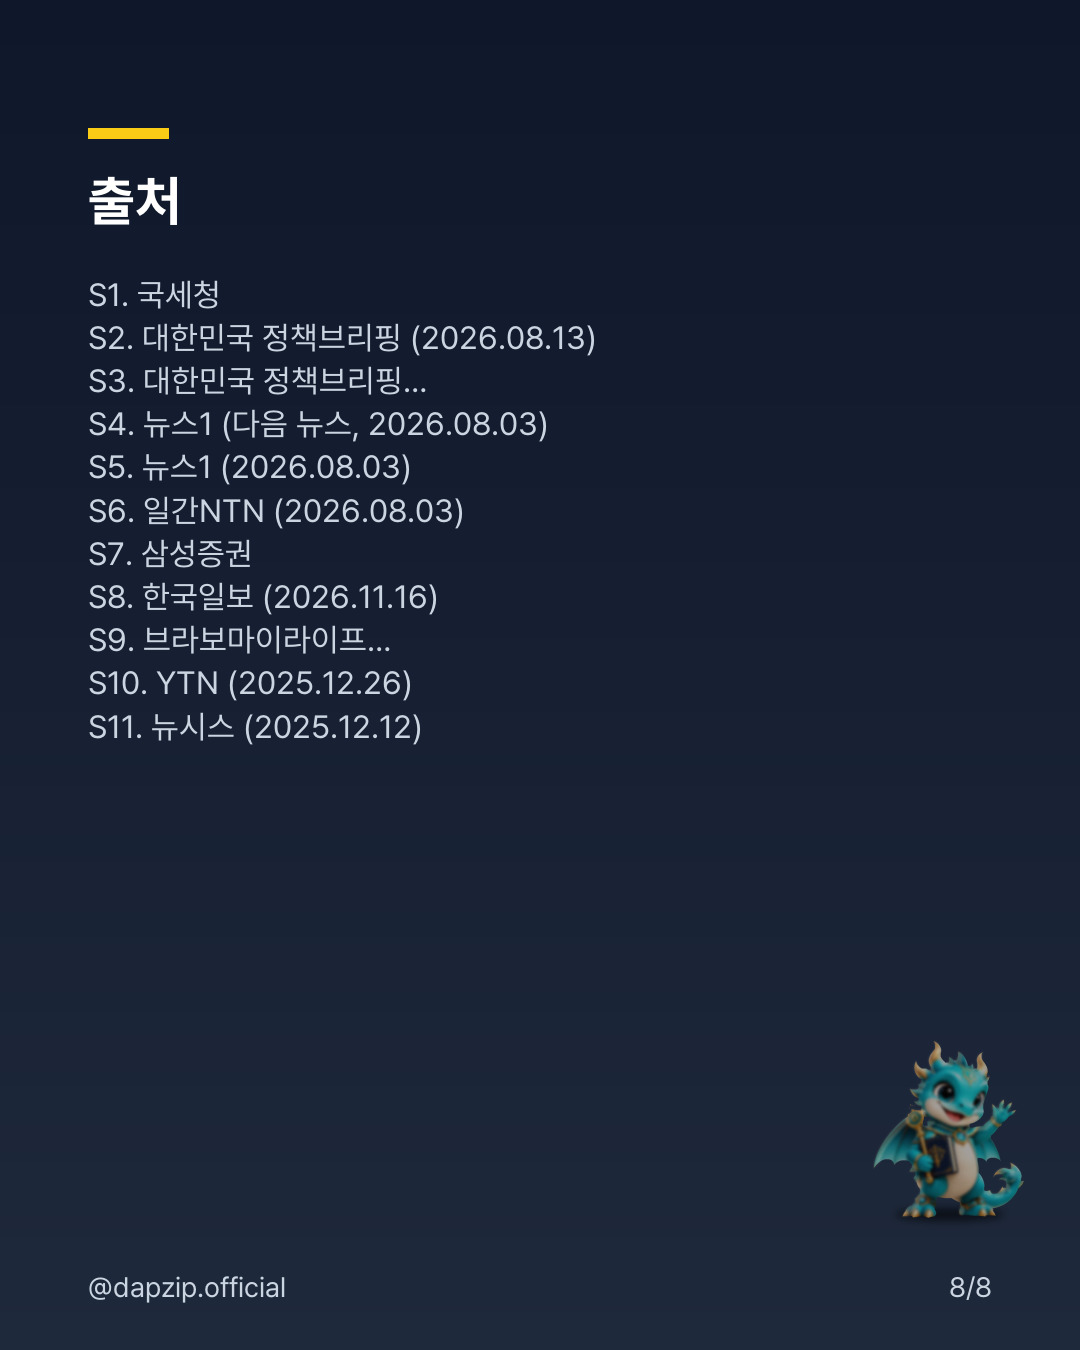 출처
S1. 국세청
S2. 대한민국 정책브리핑 (2026.08.13)
S3. 대한민국 정책브리핑...
S4. 뉴스1 (다음 뉴스, 2026.08.03)
S5. 뉴스1 (2026.08.03)
S6. 일간NTN (2026.08.03)
S7. 삼성증권
S8. 한국일보 (2026.11.16)
S9. 브라보마이라이프...
S10. YTN (2025.12.26)
S11. 뉴시스 (2025.12.12)
@dapzip.official
8/8